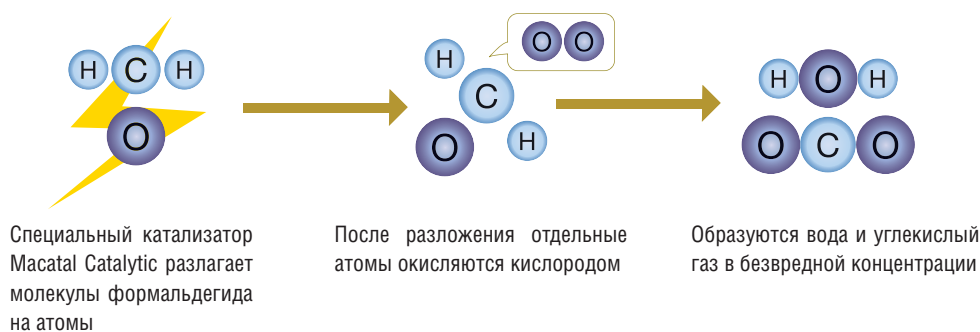 H C H
O
H
C
O
H
O O
H O H
O C O
Специальный катализатор
Macatal Catalytic разлагает
молекулы формальдегида
на атомы
После разложения отдельные
атомы окисляются кислородом
Образуются вода и углекислый
газ в безвредной концентрации